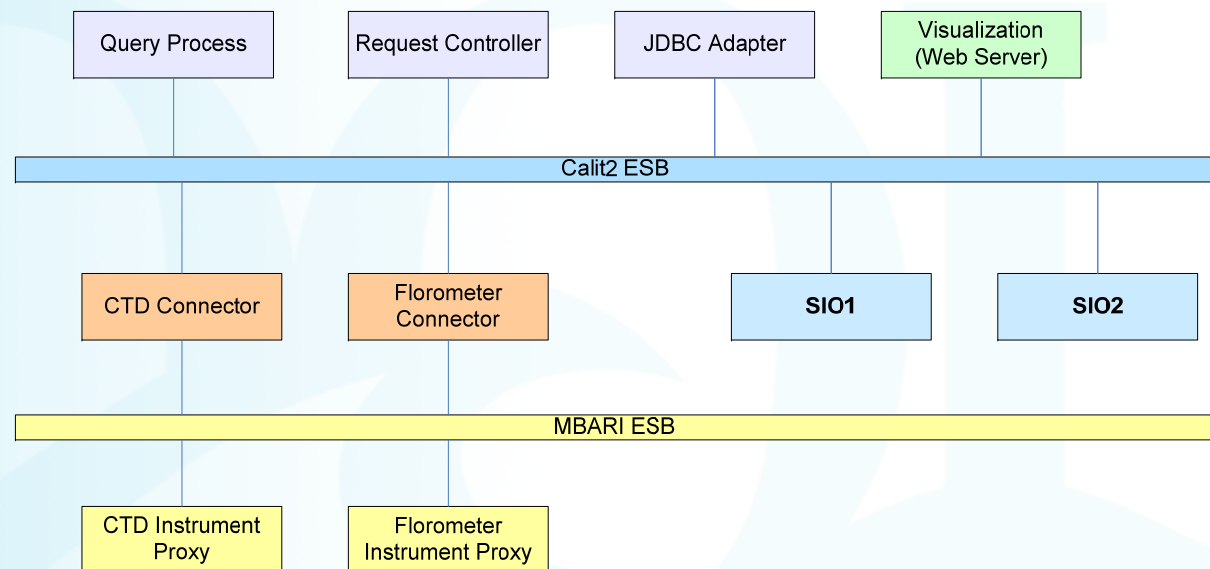 Query Process
Request Controller
JDBC Adapter
Visualization
(Web Server)
Calit2 ESB
CTD Connector
Florometer
Connector
SIO1
SIO2
MBARI ESB
CTD Instrument
Proxy
Florometer
Instrument Proxy